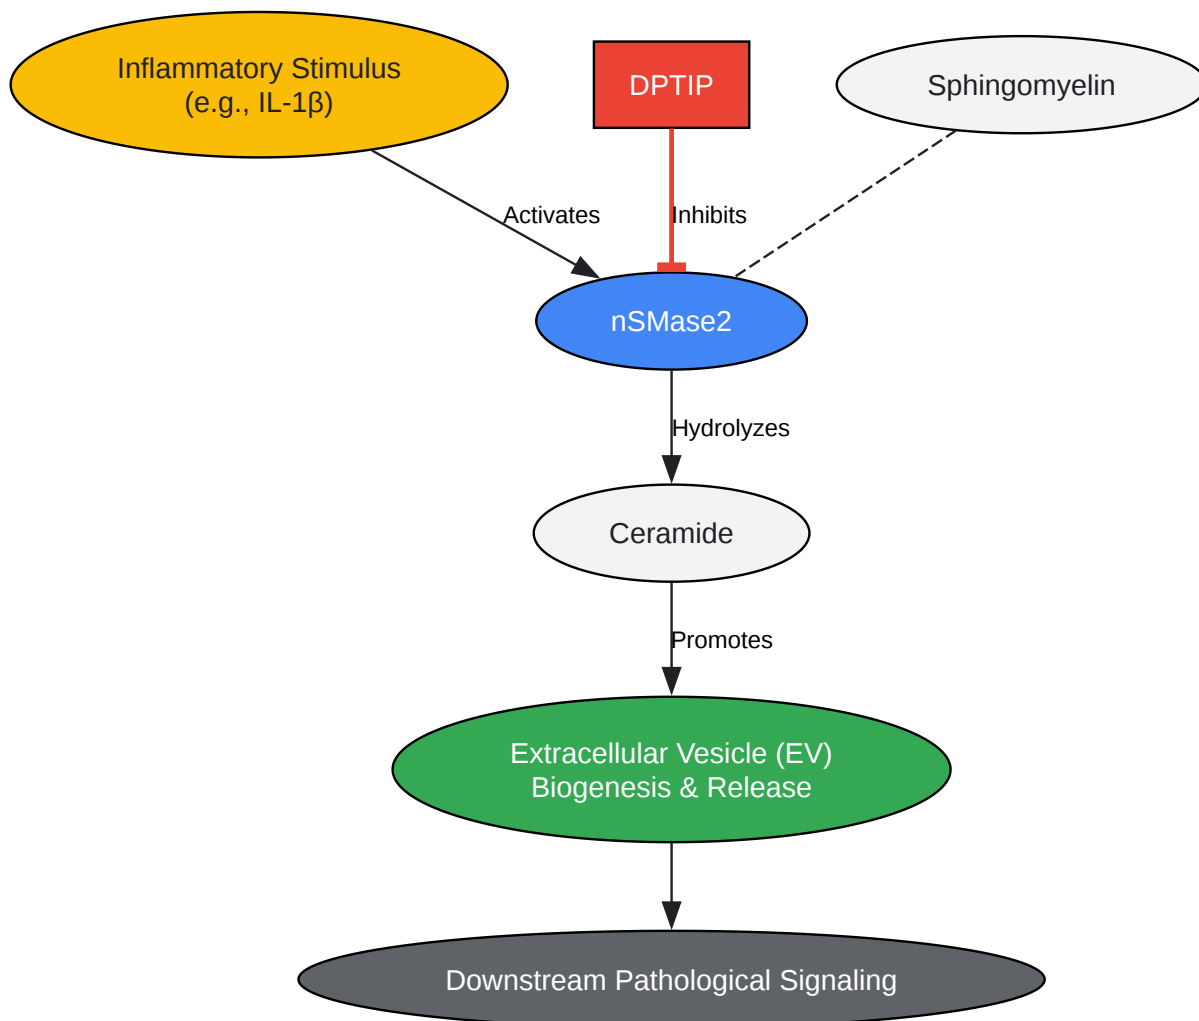 Inflammatory Stimulus
(e.g., IL-1β)
DPTIP
Sphingomyelin
Activates
Inhibits
nSMase2
Hydrolyzes
Ceramide
Promotes
Extracellular Vesicle (EV)
Biogenesis & Release
Downstream Pathological Signaling